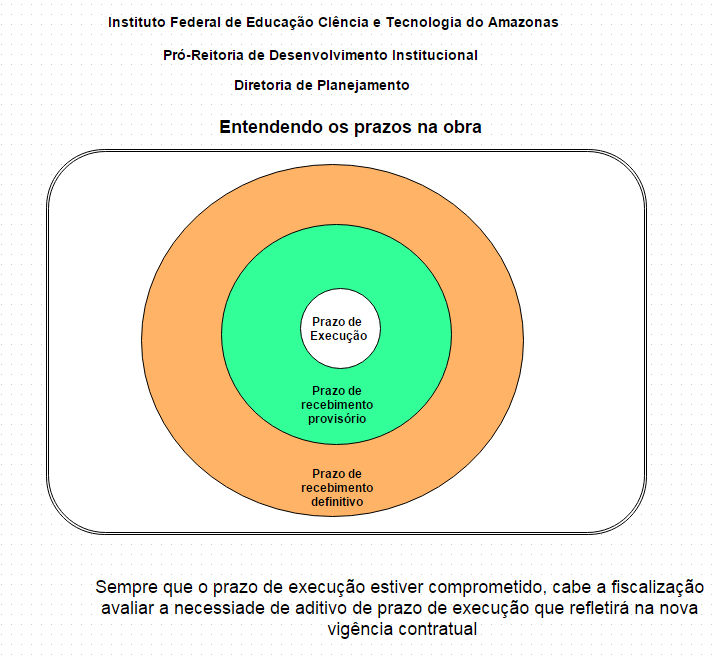 Instituto Federal de Educação Ciência e Tecnologia do Amazonas
Pró-Reitoria de Desenvolvimento Institucional
Diretoria de Planejamento
Entendendo os prazos na obra
Prazo de
Execução
Prazo de
recebimento
provisório
Prazo de
recebimento
definitivo
Sempre que o prazo de execução estiver comprometido, cabe a fiscalização
avaliar a necessiade de aditivo de prazo de execução que refletirá na nova
vigência contratual